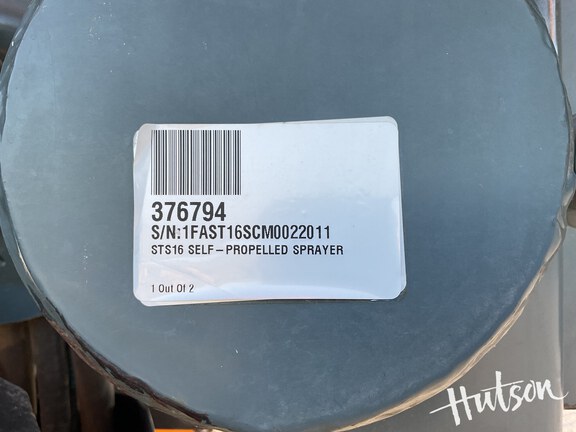 376794
S/N:1FAST16SCM0022011
STS16 SELF-PROPELLED SPRAYER
1 Out Of 2
Hutson